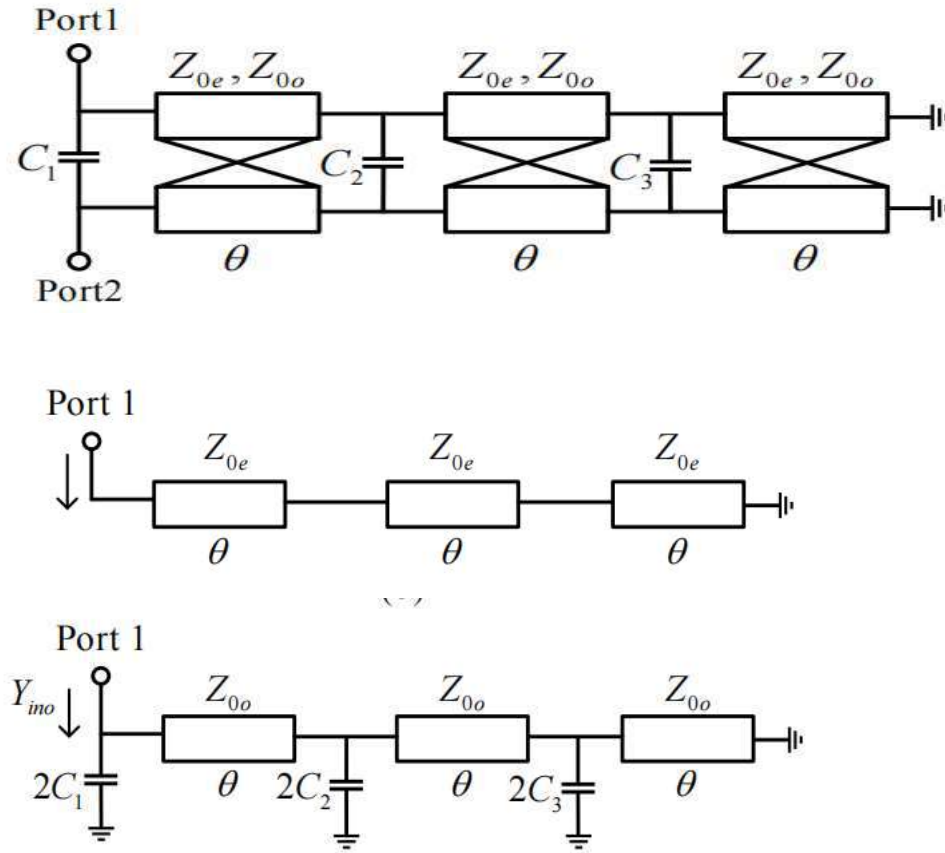 Port1
Z0e, Z0o Z0e, Z0o Z0e, Z0o
C1 C2 C3
θ θ θ
Port2
Port 1
Z0e Z0e Z0e
θ θ θ
Port 1
Yino Z0o Z0o Z0o
2C1 θ 2C2 θ 2C3 θ